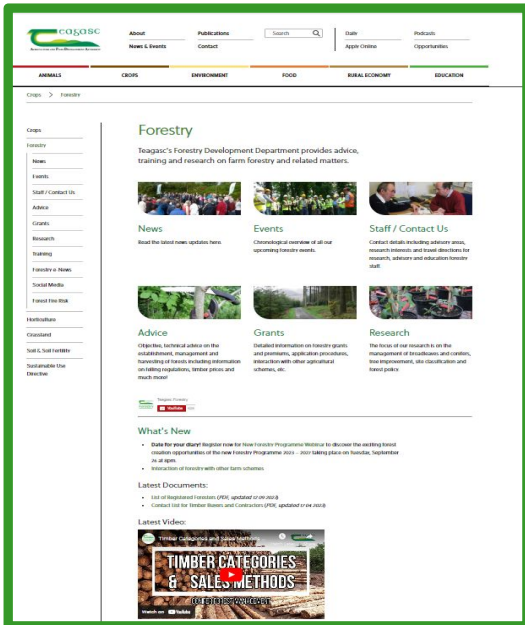 Teagasc
AGRICULTURE AND FOOD DEVELOPMENT AUTHORITY
About
Publications
Search
Daily
Podcasts
News & Events
Contact
Apply Online
Opportunities
ANIMALS
CROPS
ENVIRONMENT
FOOD
RURAL ECONOMY
EDUCATION
Crops > Forestry
Crops
Forestry
News
Events
Staff / Contact Us
Advice
Grants
Research
Training
Forestry e-News
Social Media
Forest Fire Risk
Horticulture
Grassland
Soil & Soil Fertility
Sustainable Use
Directive
Forestry
Teagasc's Forestry Development Department provides advice,
training and research on farm forestry and related matters.
News
Read the latest news updates here.
Events
Chronological overview of all our
upcoming forestry events.
Staff / Contact Us
Contact details including advisory areas,
research interests and travel directions for
research, advisory and education forestry
staff.
Advice
Objective, technical advice on the
establishment, management and
harvesting of forests including information
on felling regulations, timber prices and
much more!
Grants
Detailed information on forestry grants
and premiums, application procedures,
interaction with other agricultural
schemes, etc.
Research
The focus of our research is on the
management of broadleaves and conifers,
tree improvement, site classification and
forest policy.
Teagasc Forestry
YouTube
What's New
• Date for your diary! Register now for New Forestry Programme Webinar to discover the exciting forest
creation opportunities of the new Forestry Programme 2023 – 2027 taking place on Tuesday, September
26 at 8pm.
• Interaction of forestry with other farm schemes
Latest Documents:
• List of Registered Foresters (PDF, updated 12.09.2023)
• Contact List for Timber Buyers and Contractors (PDF, updated 17.04.2023)
Latest Video:
Timber Categories and Sales Methods
TIMBER CATEGORIES
& SALES METHODS
CONIFER FOREST MANAGEMENT
Watch on YouTube